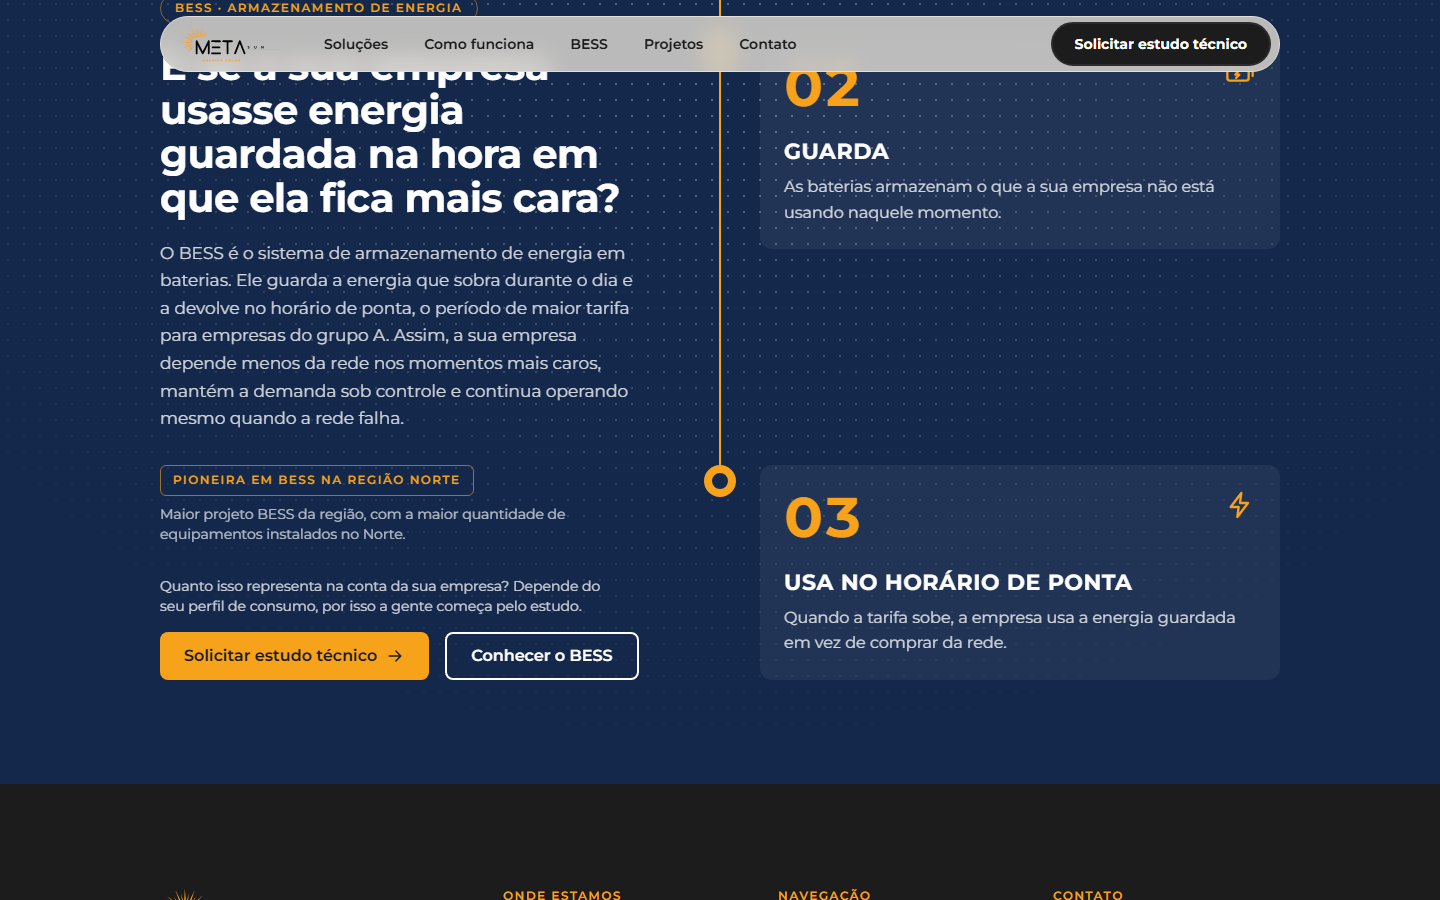 BESS · ARMAZENAMENTO DE ENERGIA
META
Soluções
Como funciona
BESS
Projetos
Contato
Solicitar estudo técnico
E se a sua empresa
usasse energia
guardada na hora em
que ela fica mais cara?
O BESS é o sistema de armazenamento de energia em
baterias. Ele guarda a energia que sobra durante o dia e
a devolve no horário de ponta, o período de maior tarifa
para empresas do grupo A. Assim, a sua empresa
depende menos da rede nos momentos mais caros,
mantém a demanda sob controle e continua operando
mesmo quando a rede falha.
PIONEIRA EM BESS NA REGIÃO NORTE
Maior projeto BESS da região, com a maior quantidade de
equipamentos instalados no Norte.
Quanto isso representa na conta da sua empresa? Depende do
seu perfil de consumo, por isso a gente começa pelo estudo.
Solicitar estudo técnico →
Conhecer o BESS
02
GUARDA
As baterias armazenam o que a sua empresa não está
usando naquele momento.
03
USA NO HORÁRIO DE PONTA
Quando a tarifa sobe, a empresa usa a energia guardada
em vez de comprar da rede.
ONDE ESTAMOS
NAVEGAÇÃO
CONTATO